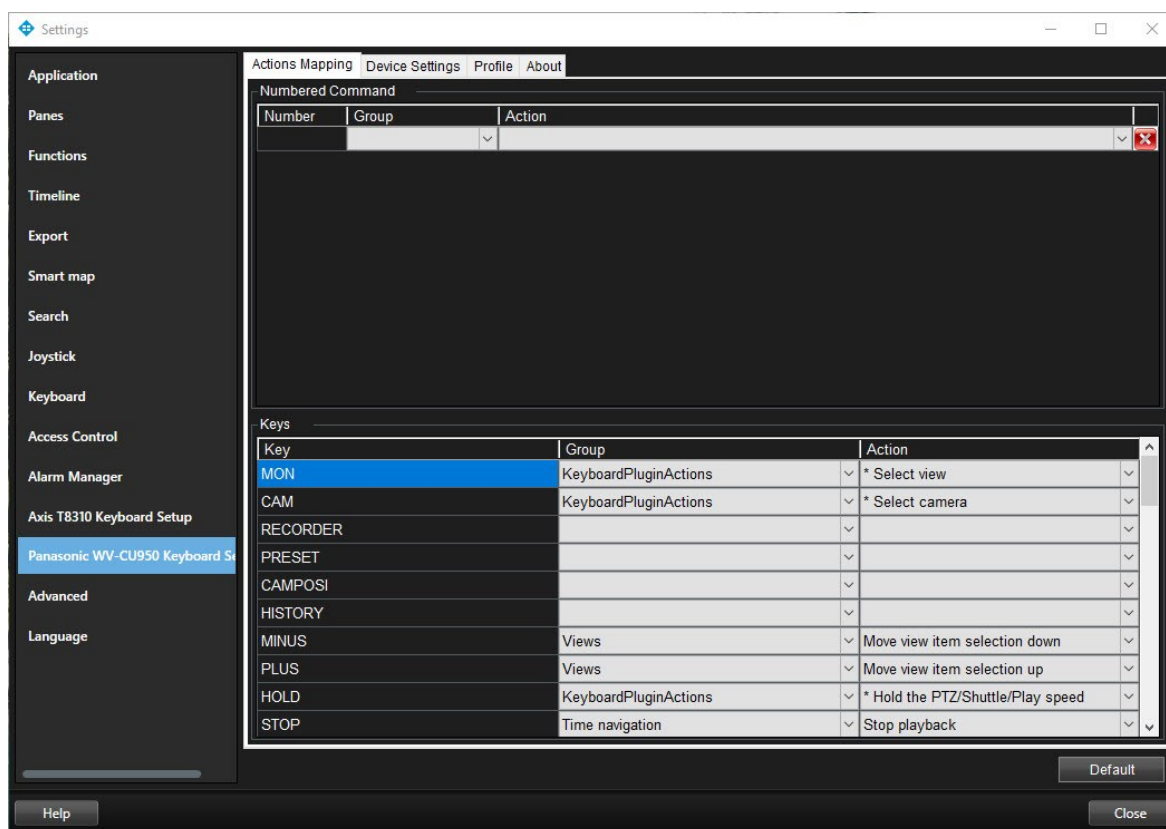 Settings
Application
Panes
Functions
Timeline
Export
Smart map
Search
Joystick
Keyboard
Access Control
Alarm Manager
Axis T8310 Keyboard Setup
Panasonic WV-CU950 Keyboard Se
Advanced
Language
Actions Mapping Device Settings Profile About
Numbered Command
Number Group Action
Keys
Key Group Action
MON KeyboardPluginActions * Select view
CAM KeyboardPluginActions * Select camera
RECORDER
PRESET
CAMPOSI
HISTORY
MINUS Views Move view item selection down
PLUS Views Move view item selection up
HOLD KeyboardPluginActions * Hold the PTZ/Shuttle/Play speed
STOP Time navigation Stop playback
Default
Help Close